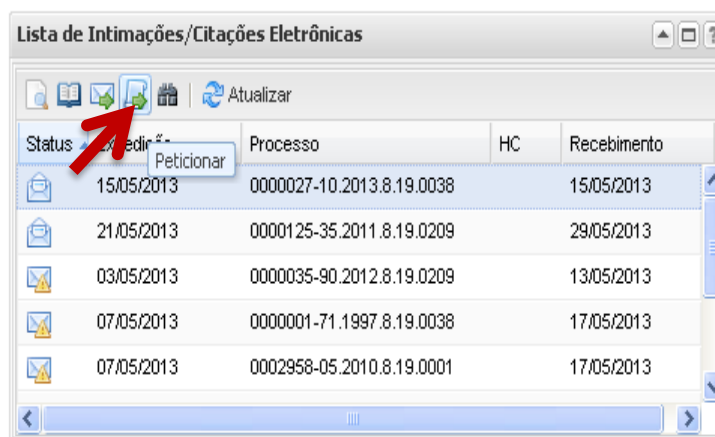 Lista de Intimações/Citações Eletrônicas
Atualizar
Status Processo HC Recebimento
Peticionar
15/05/2013 0000027-10.2013.8.19.0038 15/05/2013
21/05/2013 0000125-35.2011.8.19.0209 29/05/2013
03/05/2013 0000035-90.2012.8.19.0209 13/05/2013
07/05/2013 0000001-71.1997.8.19.0038 17/05/2013
07/05/2013 0002958-05.2010.8.19.0001 17/05/2013